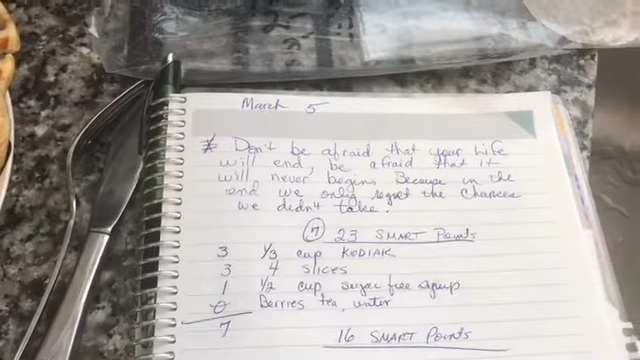 March 5
* Don't be afraid that your life
will end, be afraid that it
will never begin. Because in the
end we only regret the chances
we didn't take.
7 23 SMART POINTS
3 1/3 cup KODIAK
3 4 slices
1 1/2 cup sugar free syrup
0 Berries tea, water
7
16 SMART POINTS